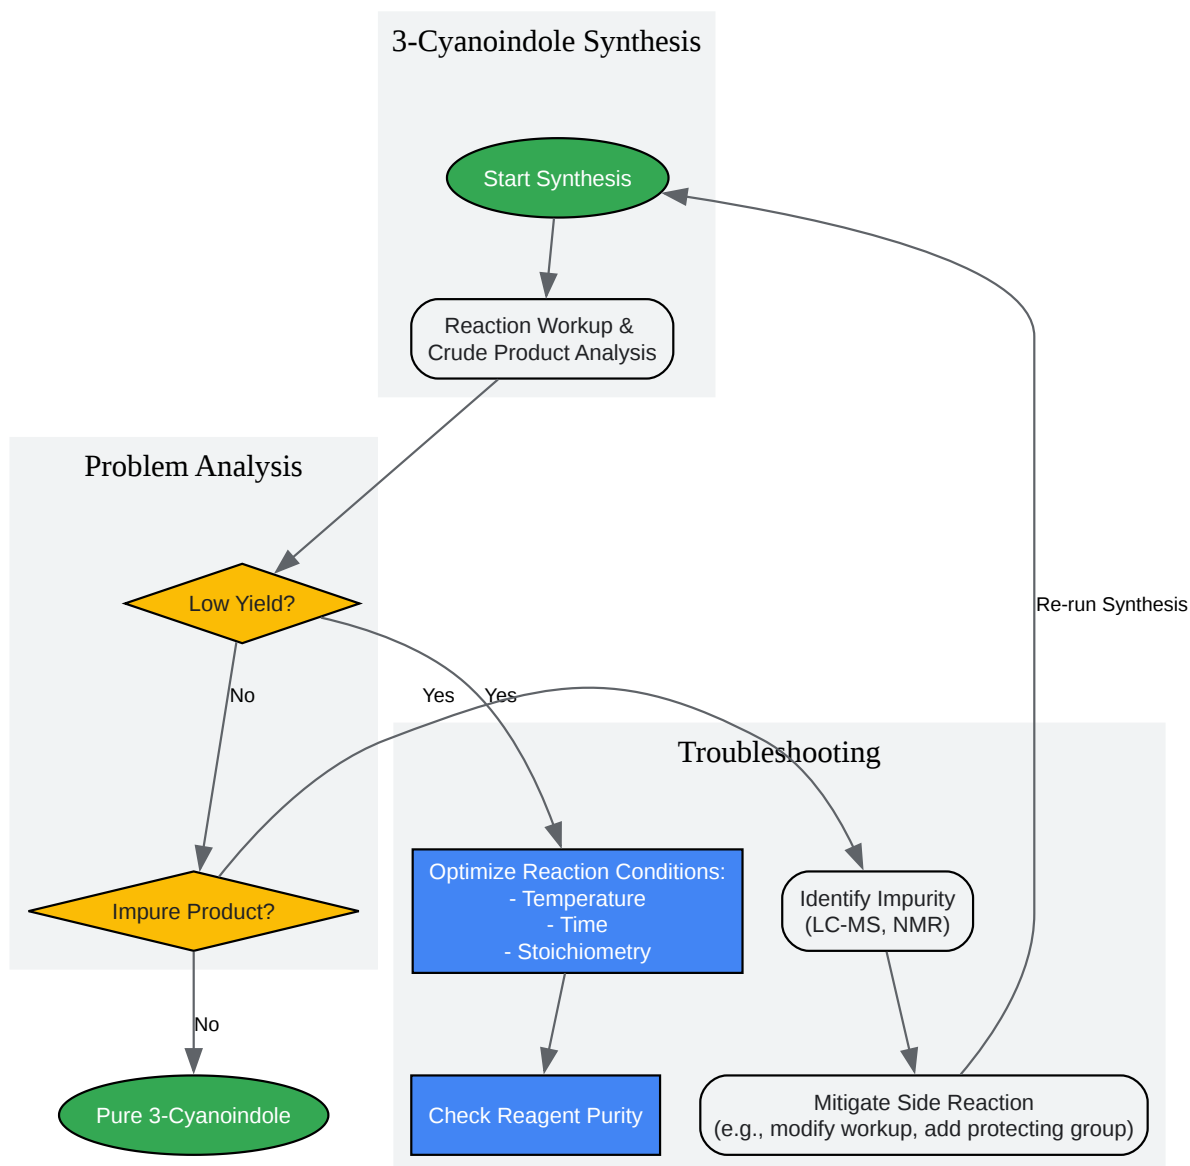 3-Cyanoindole Synthesis
Start Synthesis
Reaction Workup &
Crude Product Analysis
Problem Analysis
Low Yield?
Re-run Synthesis
No
Yes
Yes
Troubleshooting
Optimize Reaction Conditions:
- Temperature
- Time
- Stoichiometry
Identify Impurity
(LC-MS, NMR)
Impure Product?
No
Pure 3-Cyanoindole
Check Reagent Purity
Mitigate Side Reaction
(e.g., modify workup, add protecting group)